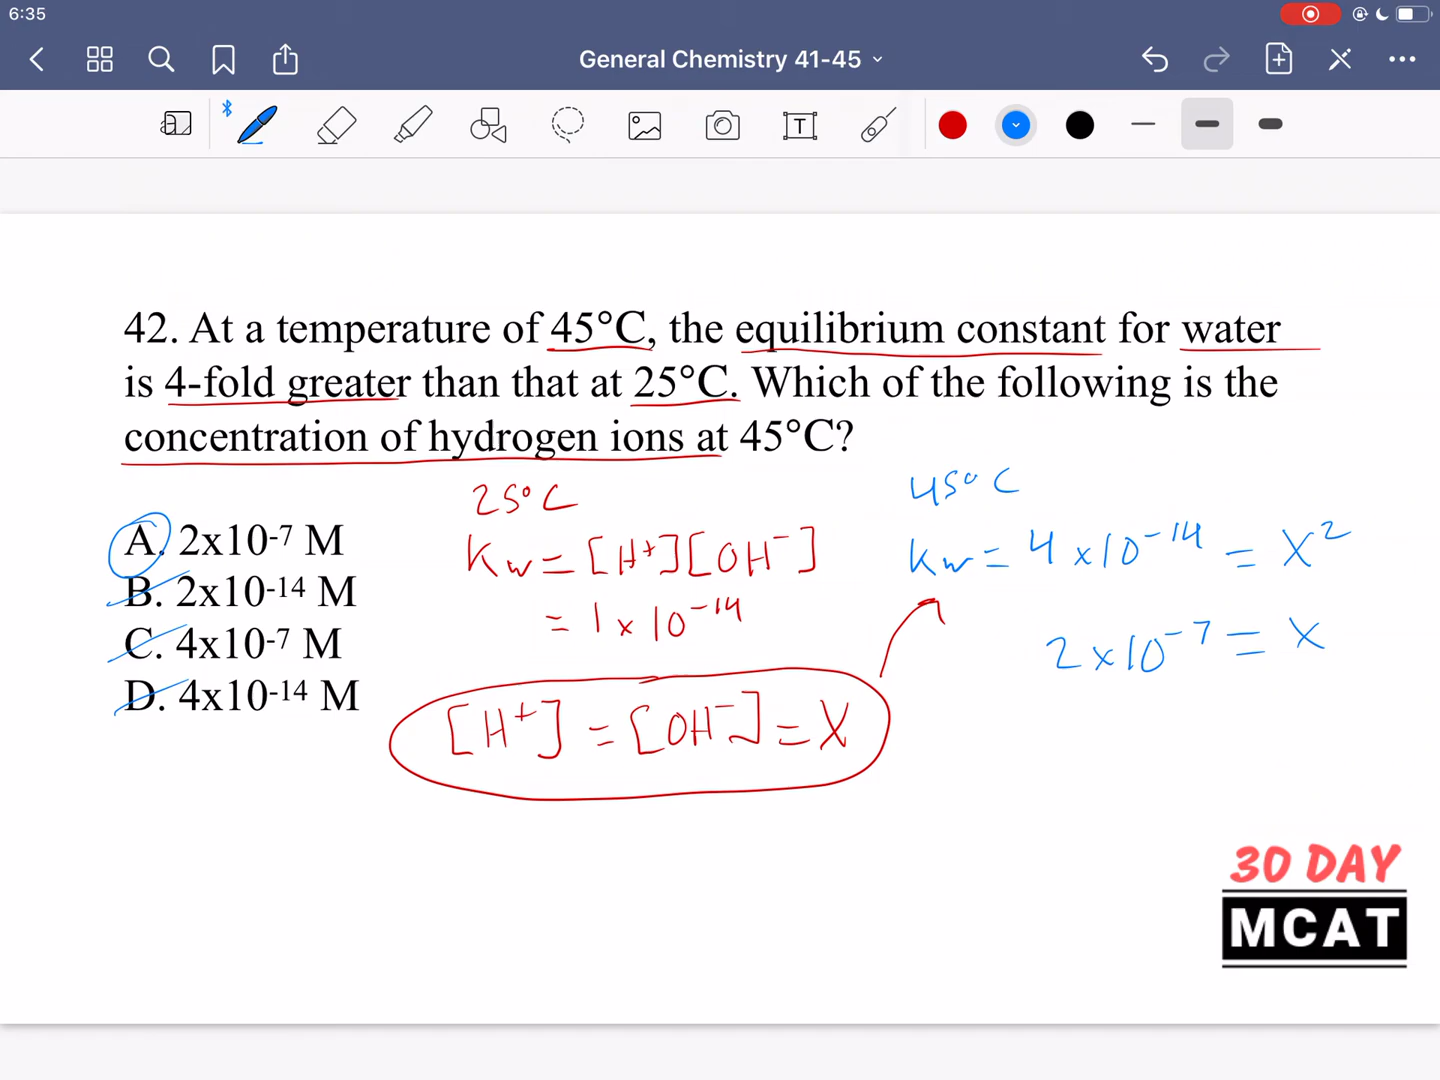 6:35
General Chemistry 41-45
T
42. At a temperature of 45°C, the equilibrium constant for water
is 4-fold greater than that at 25°C. Which of the following is the
concentration of hydrogen ions at 45°C?
A. 2x10-7 M
B. 2x10-14 M
C. 4x10-7 M
D. 4x10-14 M
25°C
Kw = [H+][OH-]
= 1 x 10-14
[H+] = [OH-] = X
45°C
Kw = 4 x 10-14 = X2
2 x 10-7 = X
30 DAY
MCAT